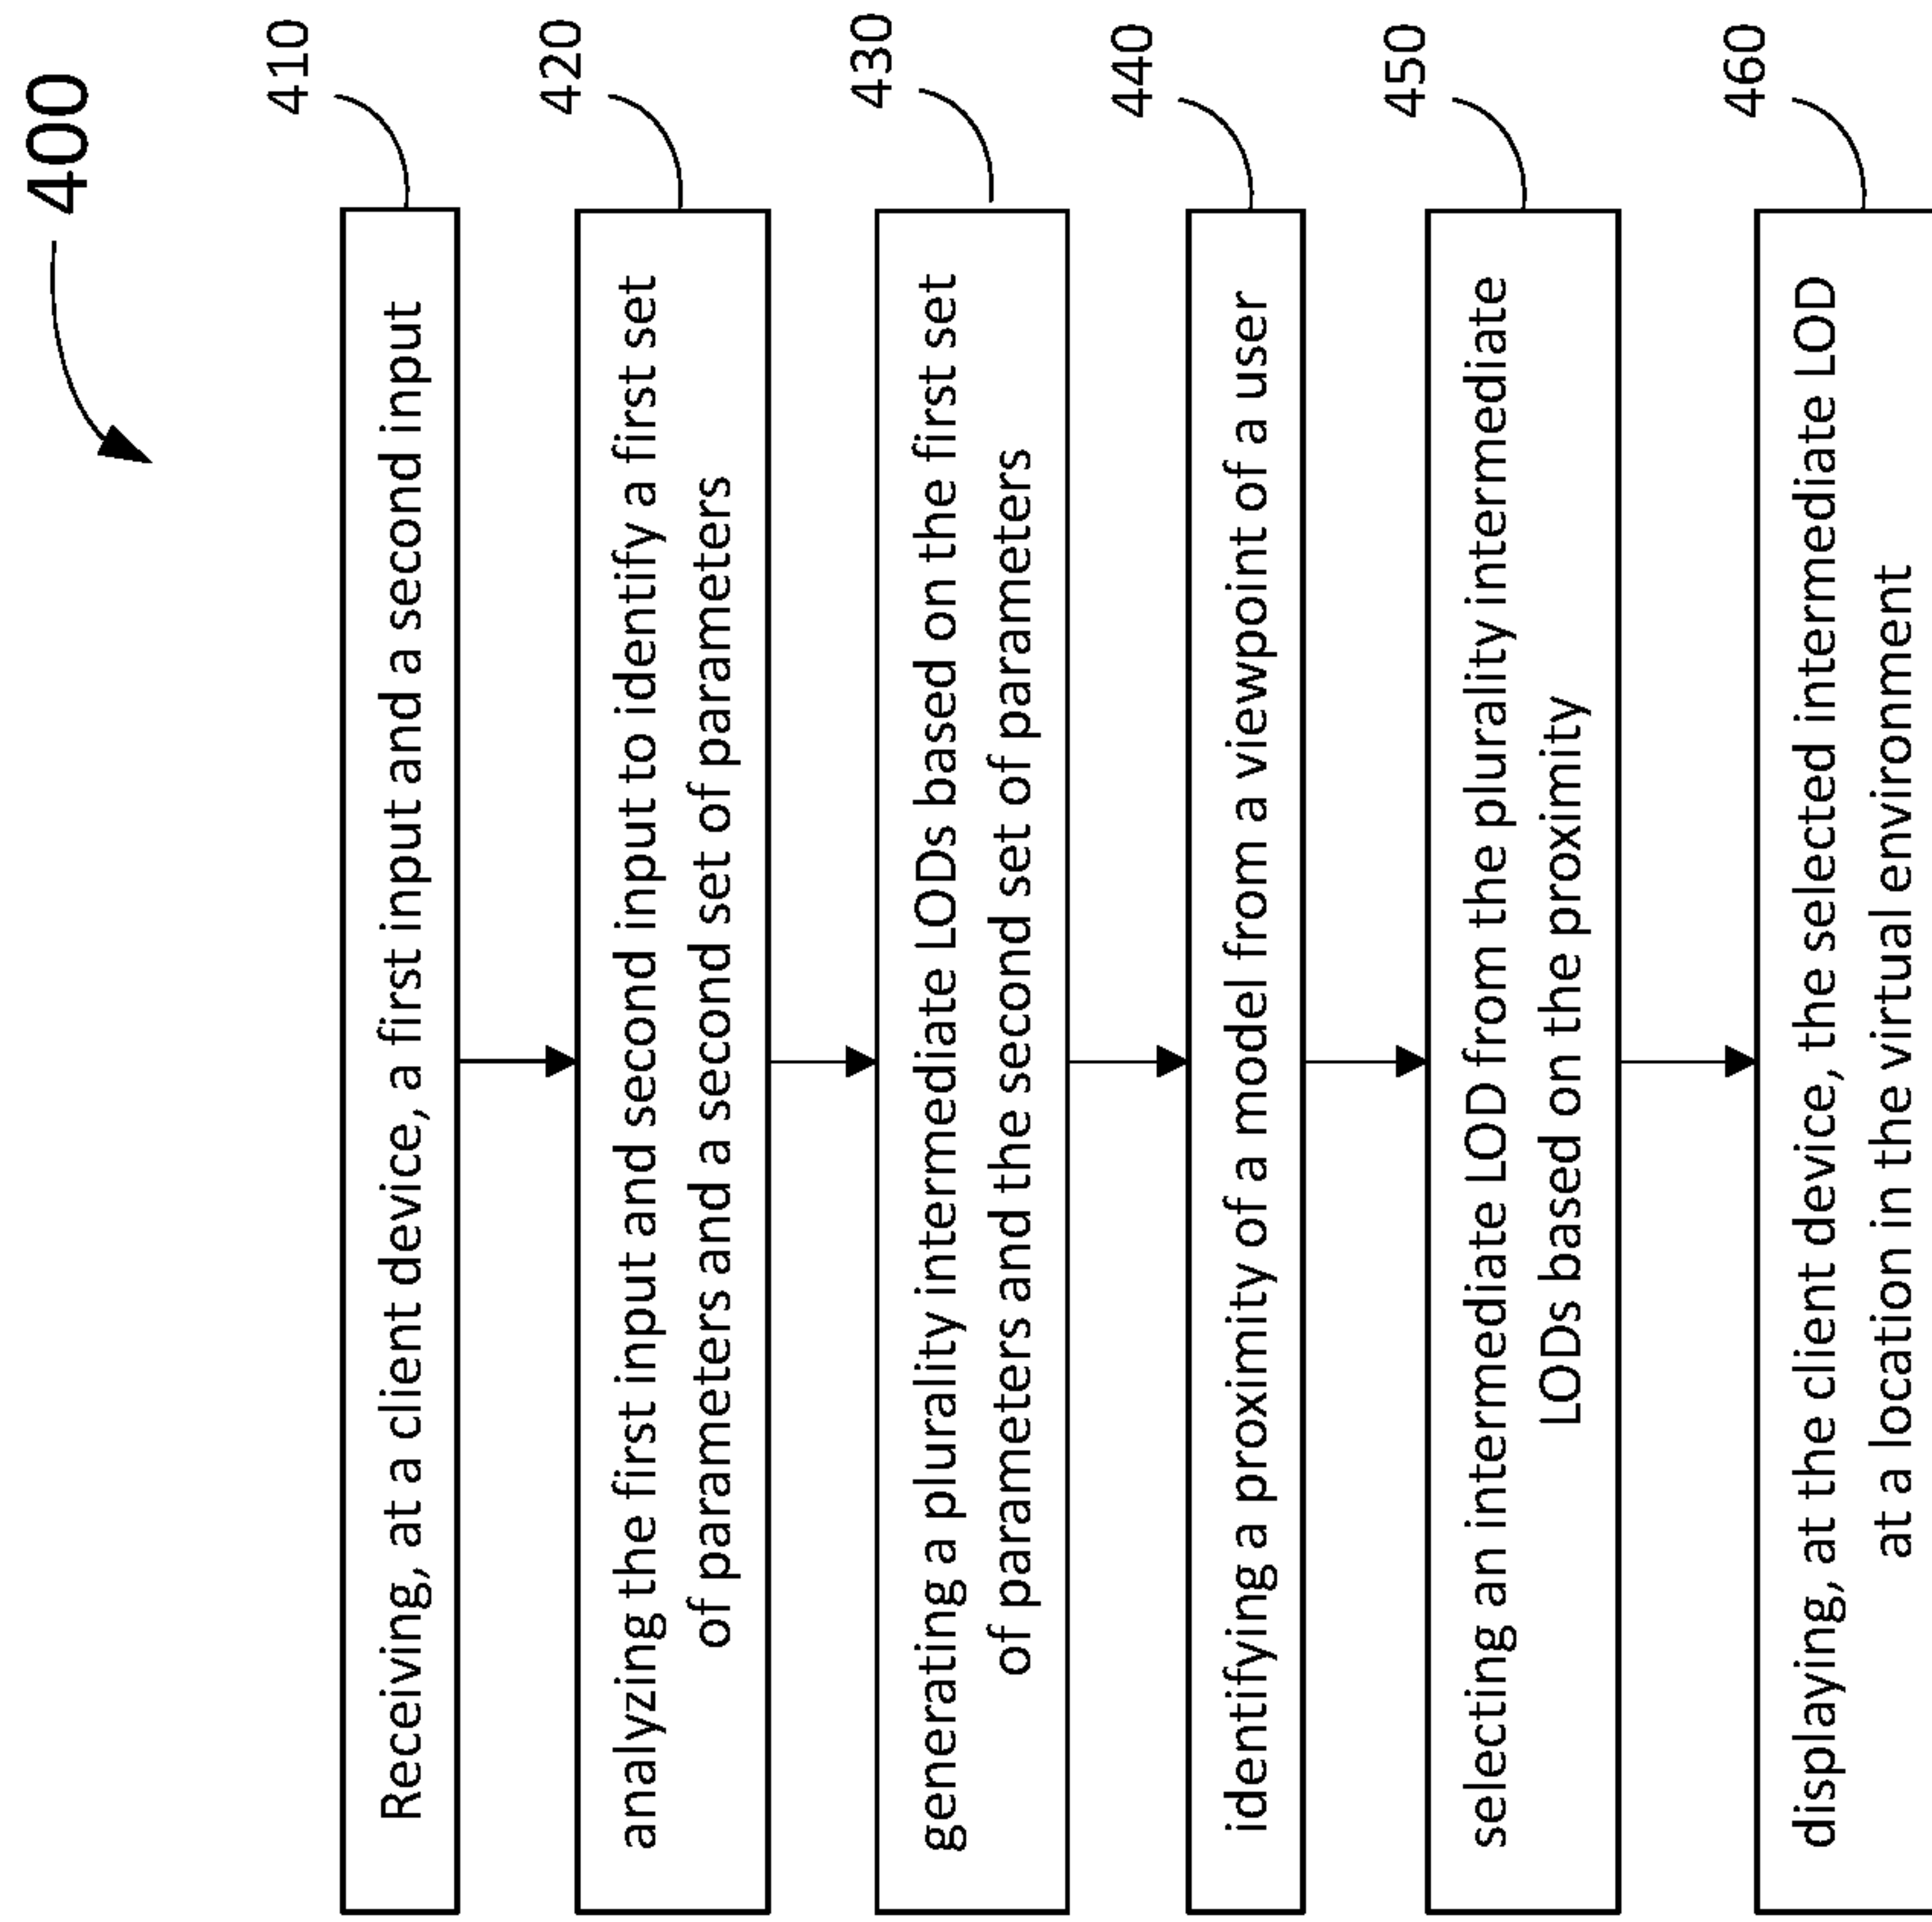 400
410
Receiving, at a client device, a first input and a second input
420
analyzing the first input and second input to identify a first set
of parameters and a second set of parameters
430
generating a plurality intermediate LODs based on the first set
of parameters and the second set of parameters
440
identifying a proximity of a model from a viewpoint of a user
450
selecting an intermediate LOD from the plurality intermediate
LODs based on the proximity
460
displaying, at the client device, the selected intermediate LOD
at a location in the virtual environment